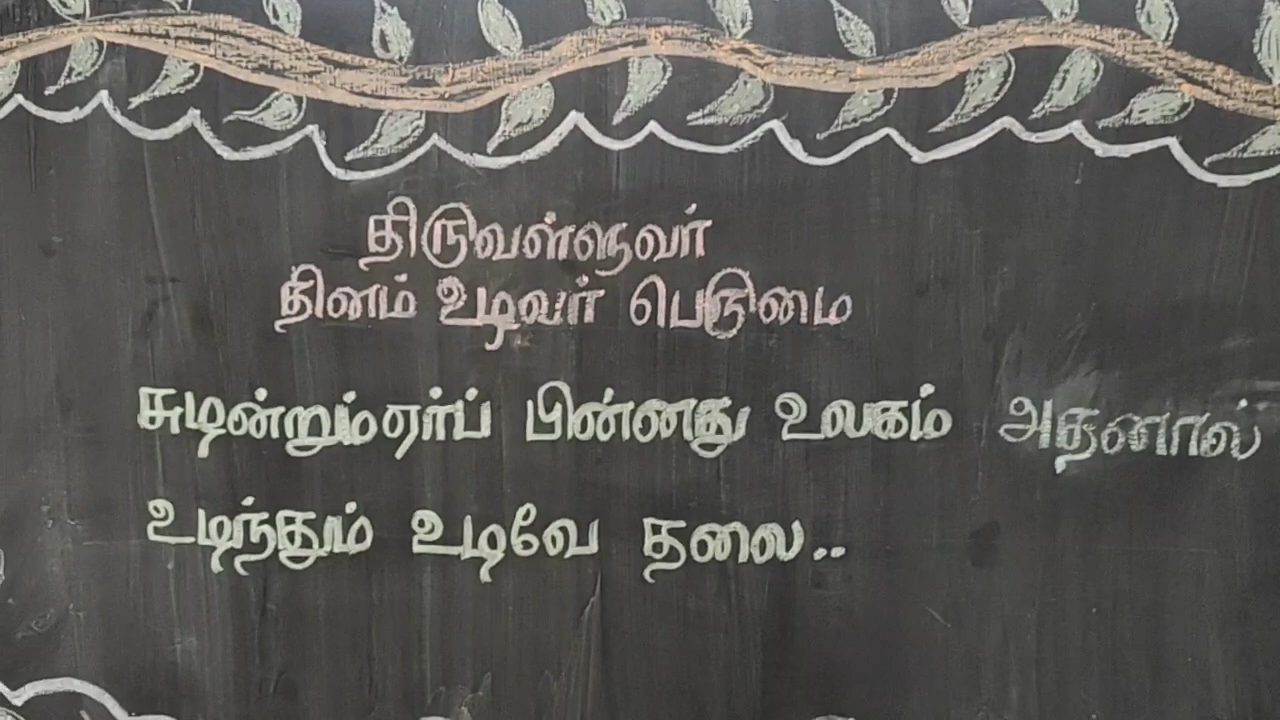 திருவள்ளுவர்
தினம் உழவர் பெருமை
சுழன்றும்ஏர்ப் பின்னது உலகம் அதனால்
உழந்தும் உழவே தலை..